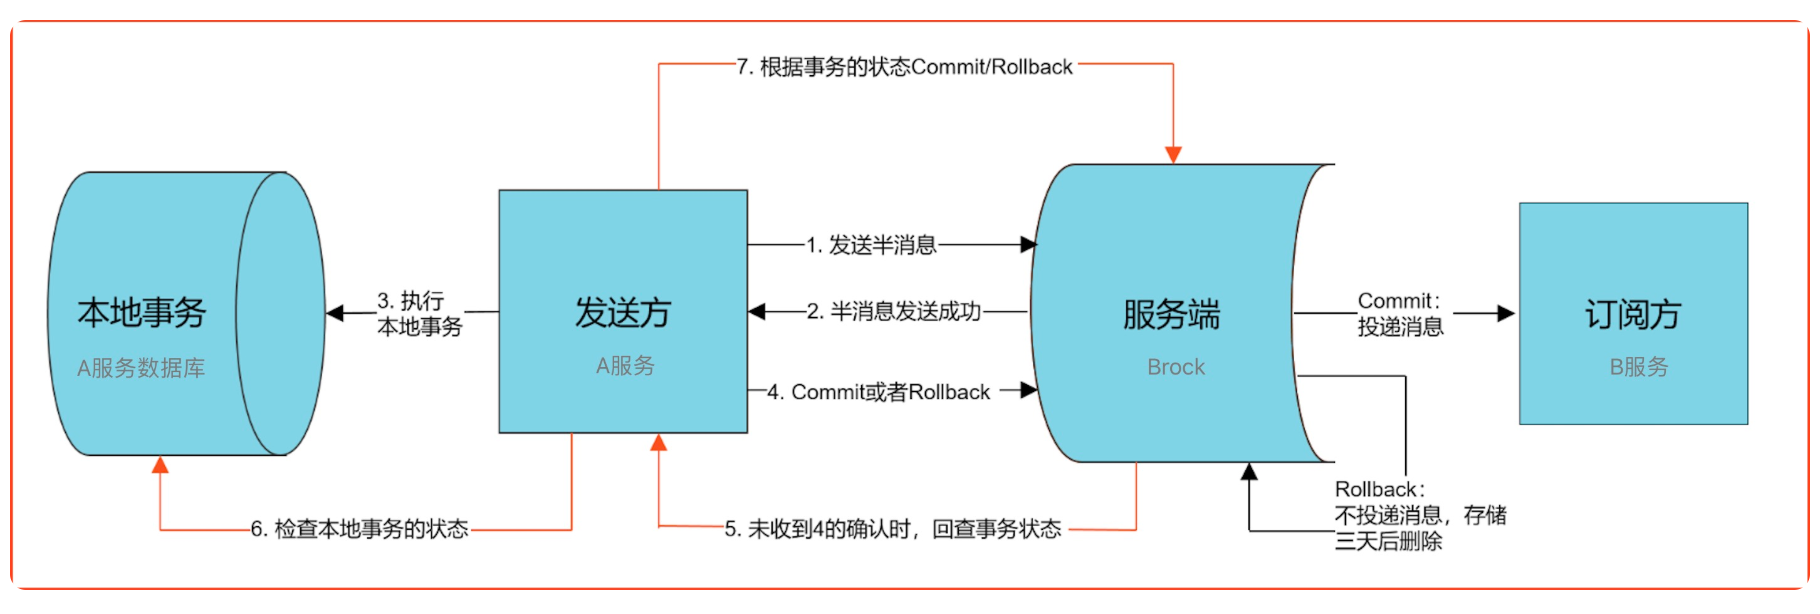 7. 根据事务的状态Commit/Rollback
1. 发送半消息
3. 执行
本地事务
2. 半消息发送成功
本地事务
A服务数据库
发送方
A服务
服务端
Brock
Commit：
投递消息
订阅方
B服务
4. Commit或者Rollback
Rollback：
不投递消息，存储
三天后删除
6. 检查本地事务的状态
5. 未收到4的确认时，回查事务状态